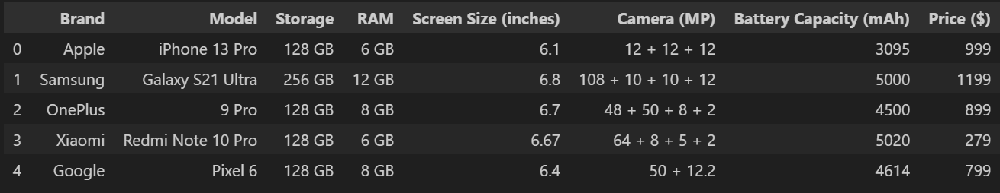 Brand Model Storage RAM Screen Size (inches) Camera (MP) Battery Capacity (mAh) Price ($)
0 Apple iPhone 13 Pro 128 GB 6 GB 6.1 12 + 12 + 12 3095 999
1 Samsung Galaxy S21 Ultra 256 GB 12 GB 6.8 108 + 10 + 10 + 12 5000 1199
2 OnePlus 9 Pro 128 GB 8 GB 6.7 48 + 50 + 8 + 2 4500 899
3 Xiaomi Redmi Note 10 Pro 128 GB 6 GB 6.67 64 + 8 + 5 + 2 5020 279
4 Google Pixel 6 128 GB 8 GB 6.4 50 + 12.2 4614 799